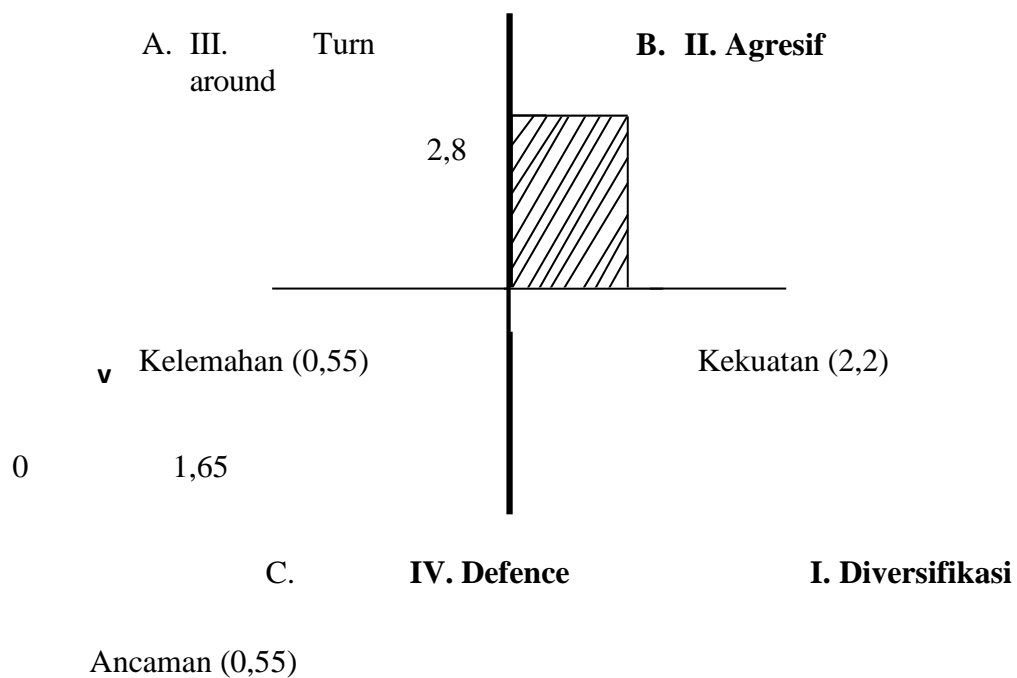 A. III. Turn
around
B. II. Agresif
2,8
Kelemahan (0,55)
Kekuatan (2,2)
v
0 1,65
C. IV. Defence I. Diversifikasi
Ancaman (0,55)